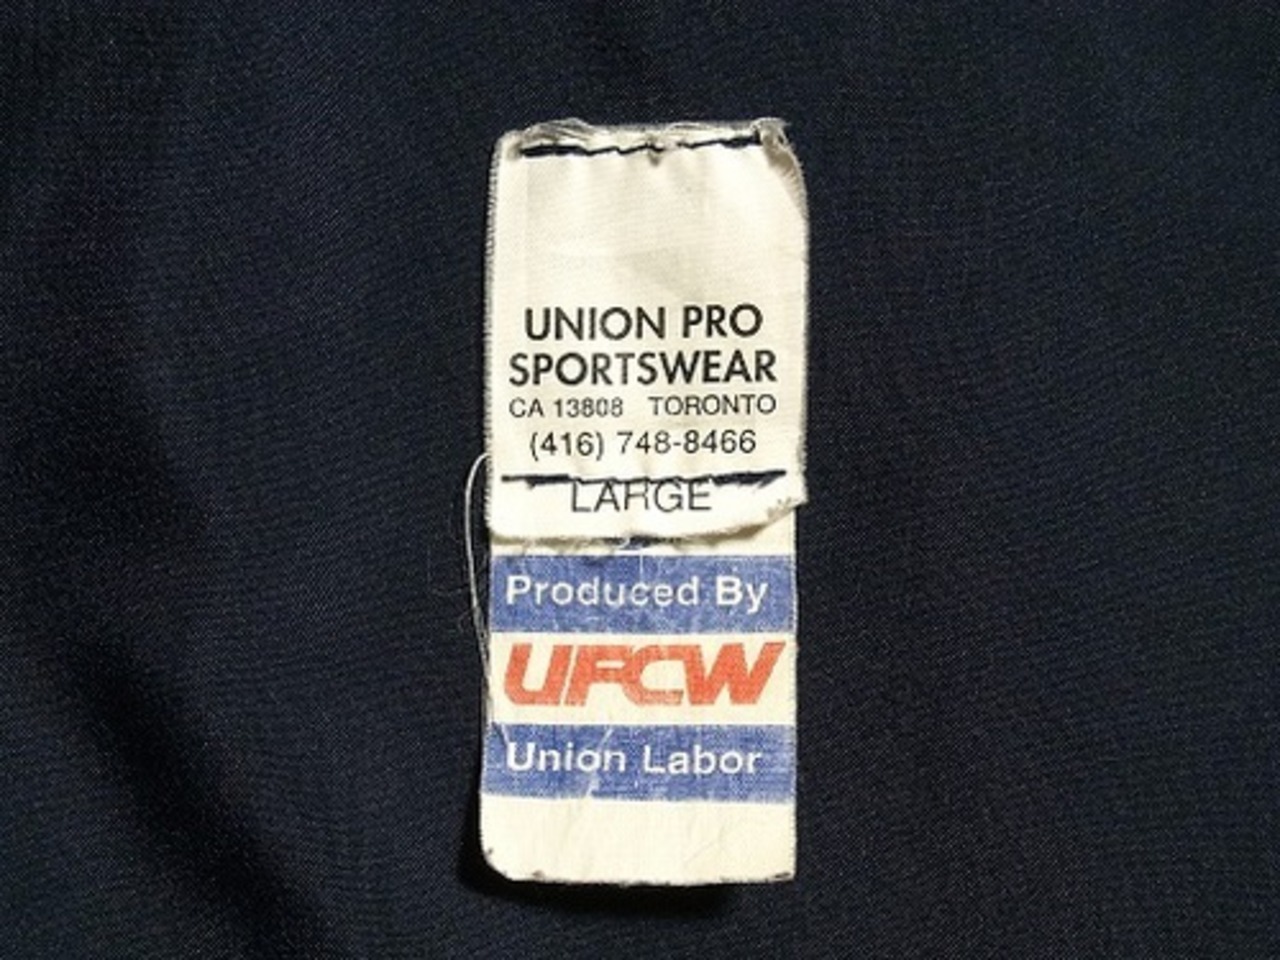 UNION PRO
SPORTSWEAR
CA 13808 TORONTO
(416) 748-8466
LARGE
Produced By
UFCW
Union Labor